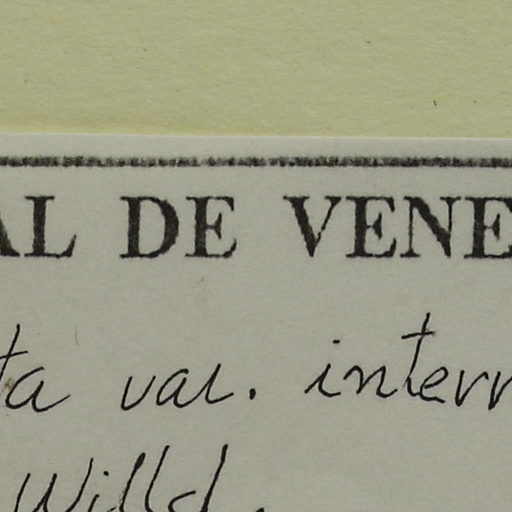 AL DE VENE
ta var. interr
Willd.